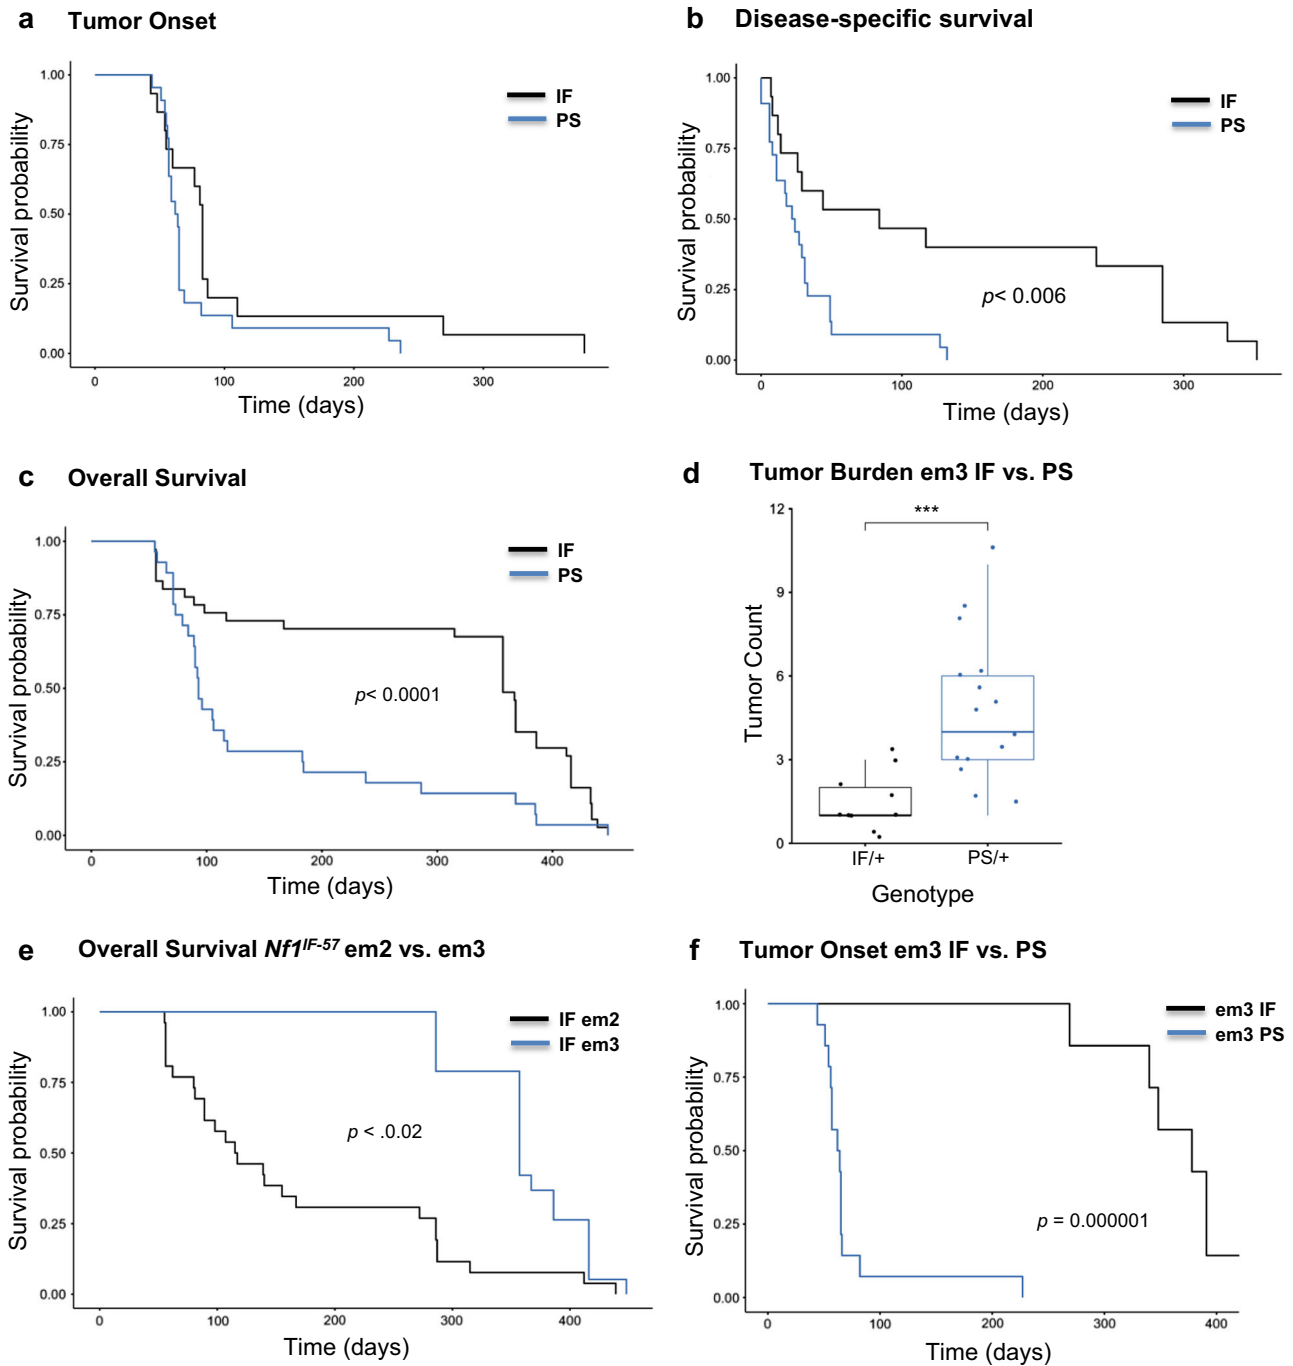 a Tumor Onset
1.00
0.75
0.50
0.25
0.00
Survival probability
IF
PS
0 100 200 300
Time (days)
b Disease-specific survival
1.00
0.75
0.50
0.25
0.00
Survival probability
IF
PS
p< 0.006
0 100 200 300
Time (days)
c Overall Survival
1.00
0.75
0.50
0.25
0.00
Survival probability
IF
PS
p< 0.0001
0 100 200 300 400
Time (days)
d Tumor Burden em3 IF vs. PS
12
9
6
3
0
Tumor Count
***
IF/+ PS/+
Genotype
e Overall Survival Nf1IF-57 em2 vs. em3
1.00
0.75
0.50
0.25
0.00
Survival probability
IF em2
IF em3
p < .0.02
0 100 200 300 400
Time (days)
f Tumor Onset em3 IF vs. PS
1.00
0.75
0.50
0.25
0.00
Survival probability
em3 IF
em3 PS
p = 0.000001
0 100 200 300 400
Time (days)